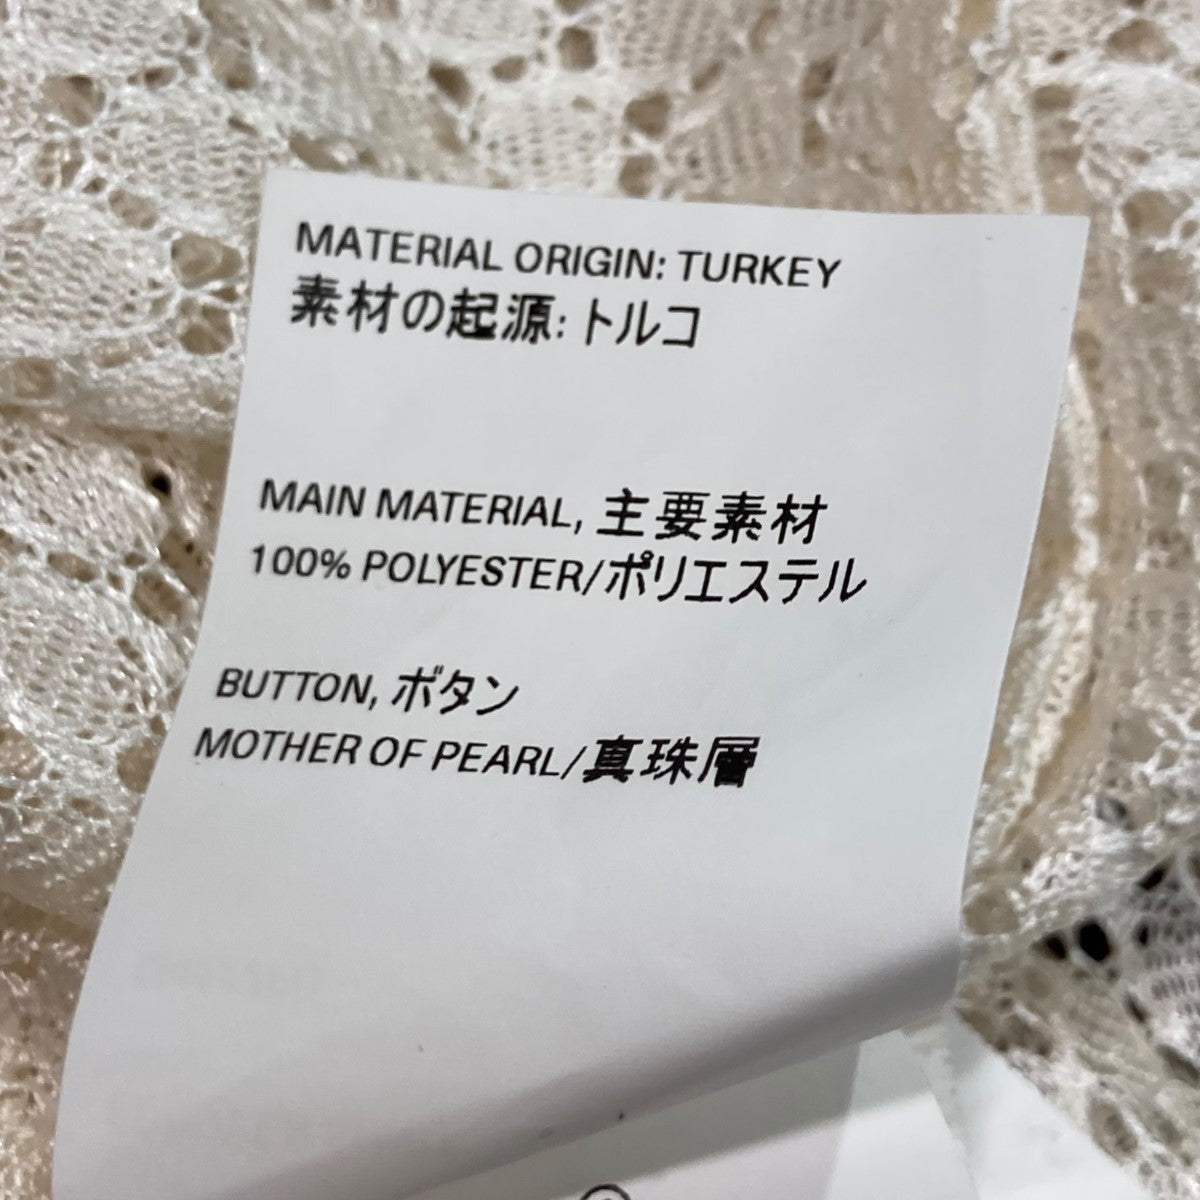 MATERIAL ORIGIN: TURKEY
素材の起源: トルコ
MAIN MATERIAL, 主要素材
100% POLYESTER/ポリエステル
BUTTON, ボタン
MOTHER OF PEARL/真珠層